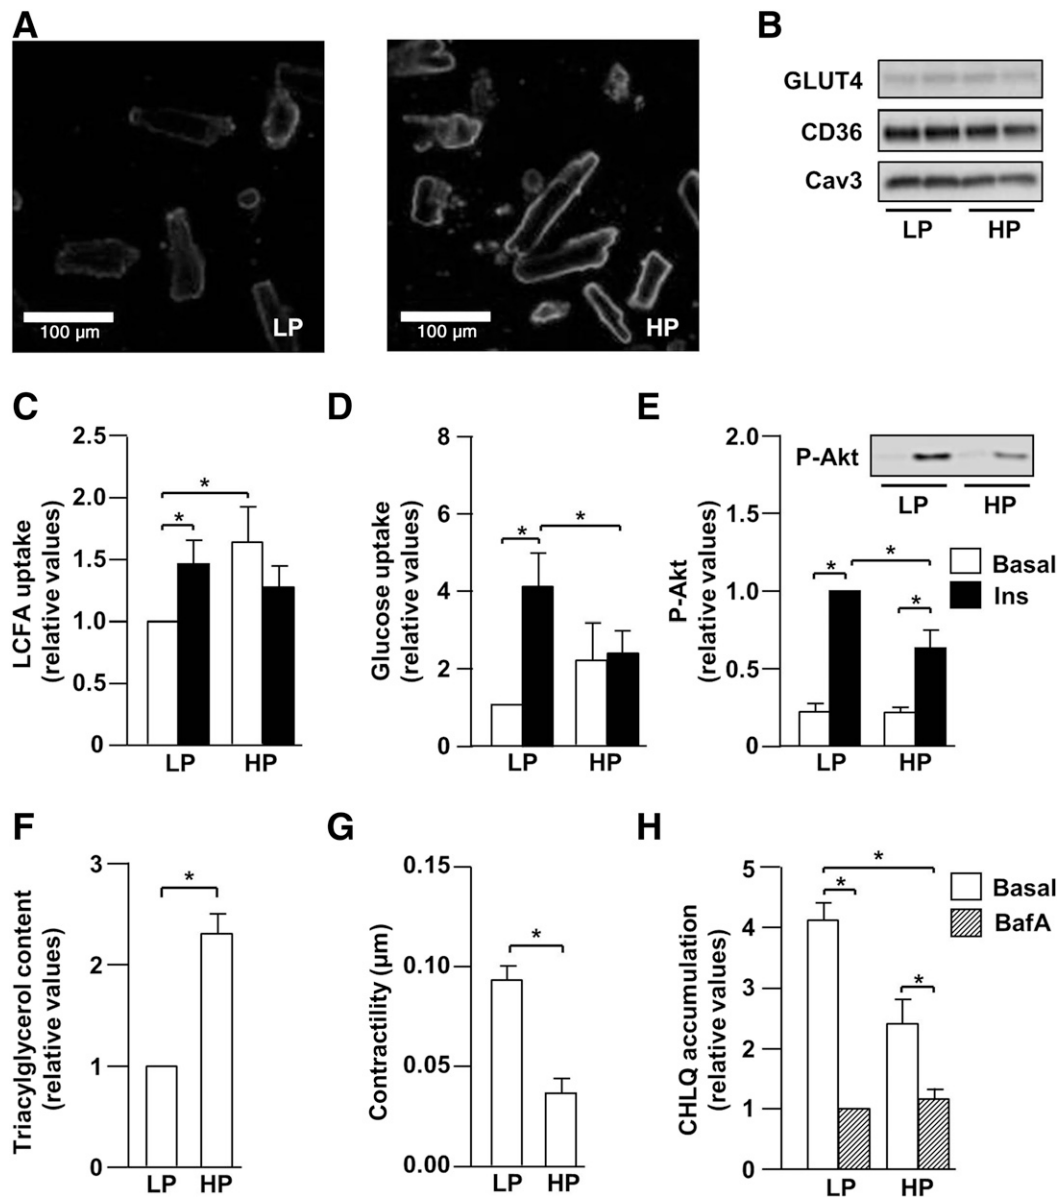 A
100 µm
LP
100 µm
HP
B
GLUT4
CD36
Cav3
LP HP
C
LCFA uptake
(relative values)
2.5
2.0
1.5
1.0
0.5
0
*
*
LP HP
D
Glucose uptake
(relative values)
8
6
4
2
0
*
*
LP HP
E
P-Akt
(relative values)
2.0
1.5
1.0
0.5
0
P-Akt
LP HP
Basal
Ins
*
*
*
LP HP
F
Triacylglycerol content
(relative values)
3
2
1
0
*
LP HP
G
Contractility (µm)
0.15
0.10
0.05
0.00
*
LP HP
H
CHLQ accumulation
(relative values)
5
4
3
2
1
0
*
*
*
Basal
BafA
LP HP